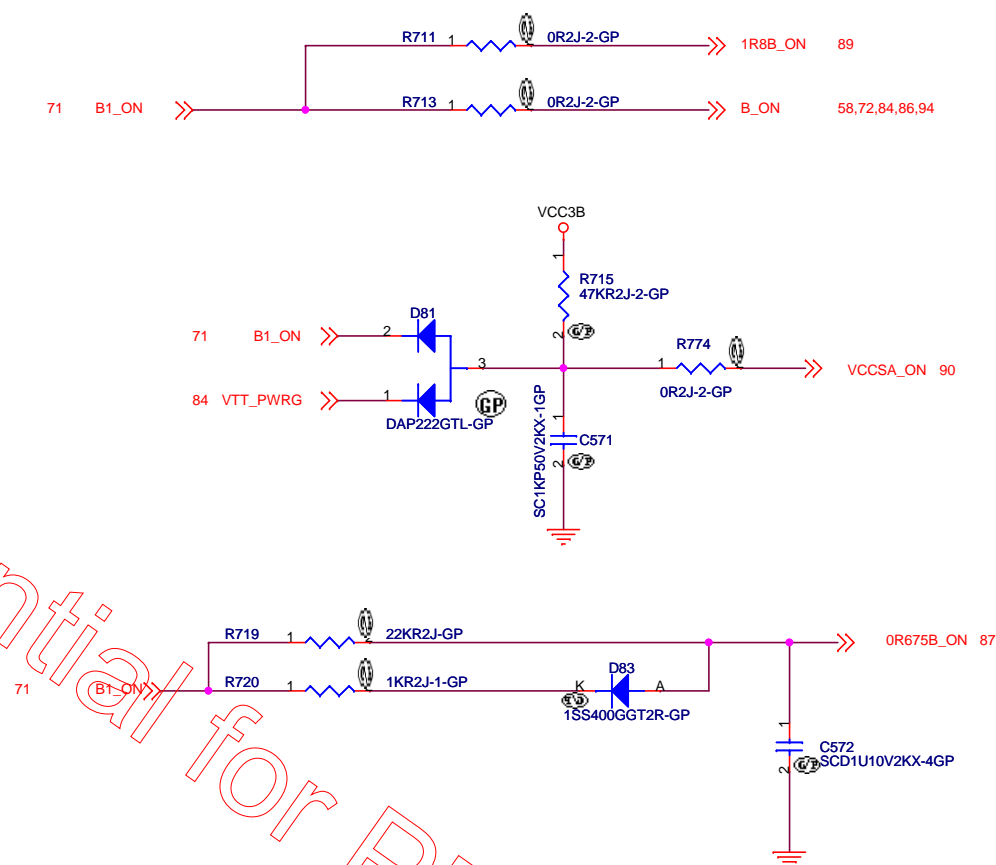 R711 1 0R2J-2-GP 1R8B_ON 89
71 B1_ON R713 1 0R2J-2-GP B_ON 58,72,84,86,94
VCC3B
1
R715
47KR2J-2-GP
2 G/P
D81
71 B1_ON 2
R774
3 1 VCCSA_ON 90
0R2J-2-GP
84 VTT_PWRG 1
GP
DAP222GTL-GP
SC1KP50V2KX-1GP
1
C571
2 G/P
R719 1 22KR2J-GP 0R675B_ON 87
71 B1_ON R720 1 1KR2J-1-GP K D83 A
1SS400GGT2R-GP
1
C572
SCD1U10V2KX-4GP
2 G/P
ntial for